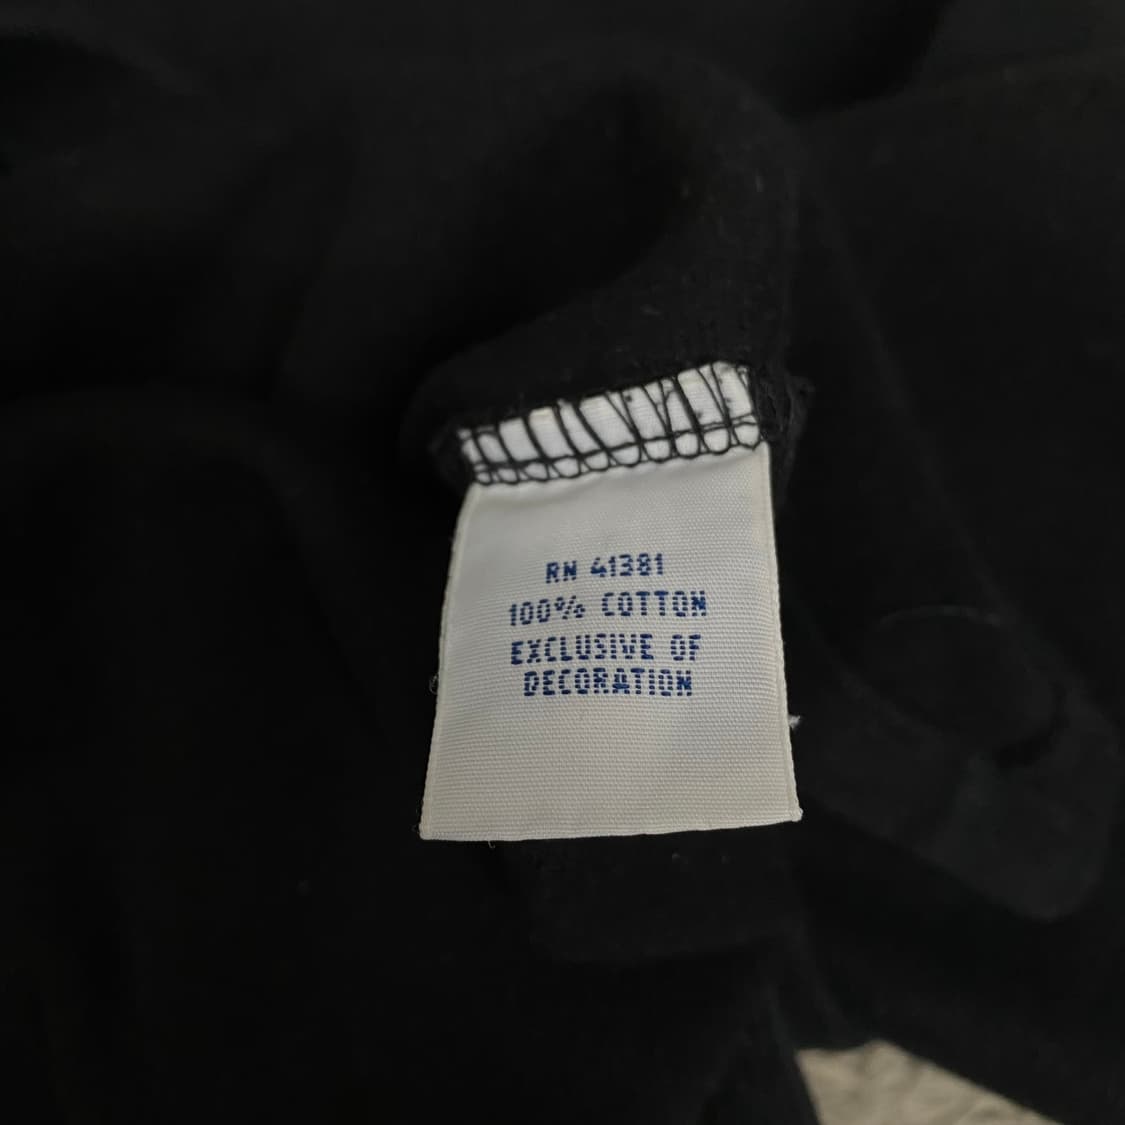 RN 41381
100% COTTON
EXCLUSIVE OF
DECORATION